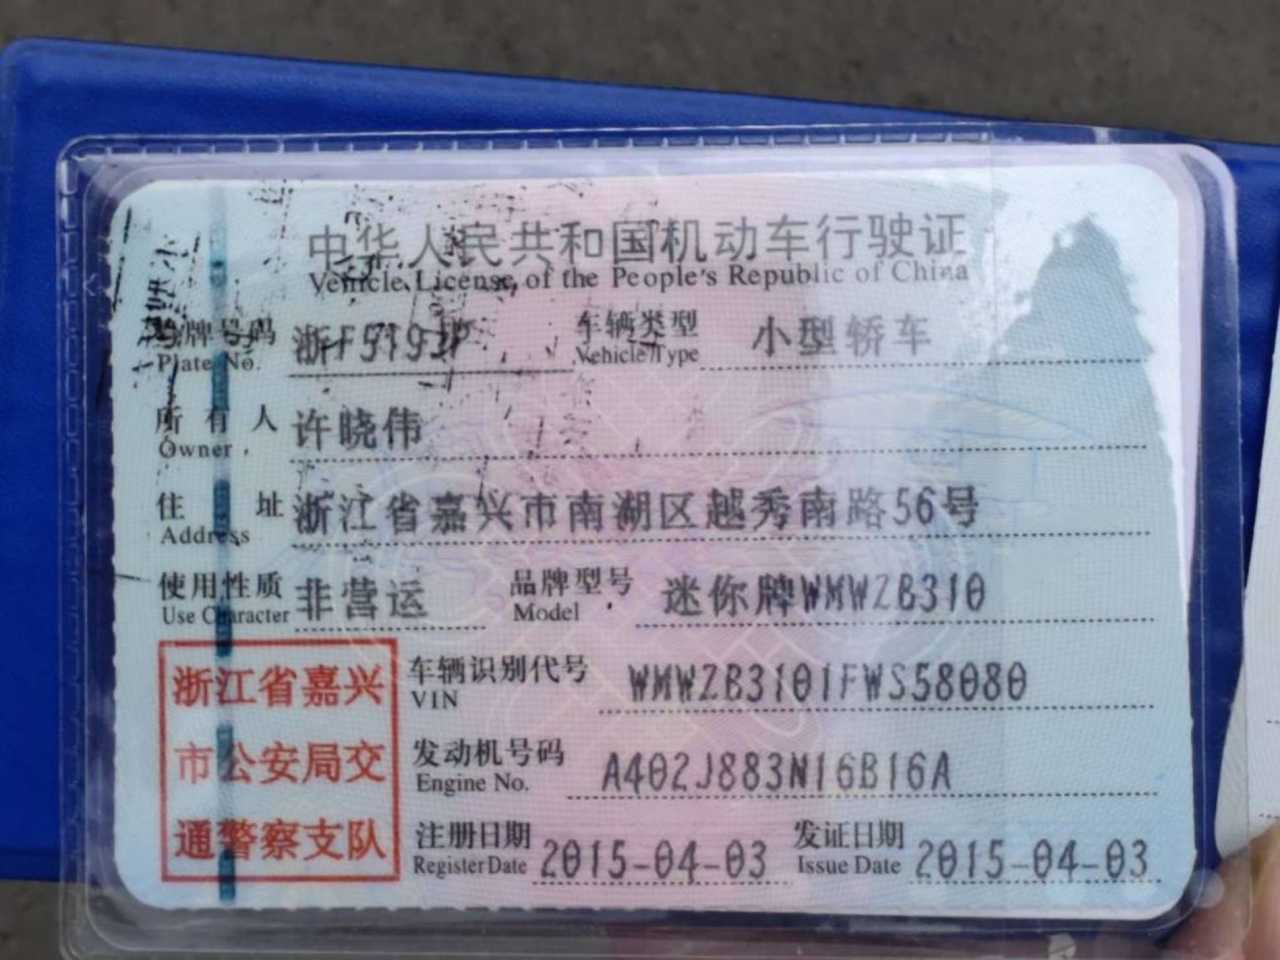 中华人民共和国机动车行驶证
Vehicle License of the People's Republic of China
号牌号码 车辆类型 小型轿车
Plate No. Vehicle Type
所有人 许晓伟
Owner
住址 浙江省嘉兴市南湖区越秀南路56号
Address
使用性质 非营运 品牌型号 迷你牌WMWZB310
Use Character Model
浙江省嘉兴
市公安局交
通警察支队
车辆识别代号 WMWZB3101FWS58080
VIN
发动机号码 A402J883N16B16A
Engine No.
注册日期 2015-04-03 发证日期 2015-04-03
Register Date Issue Date